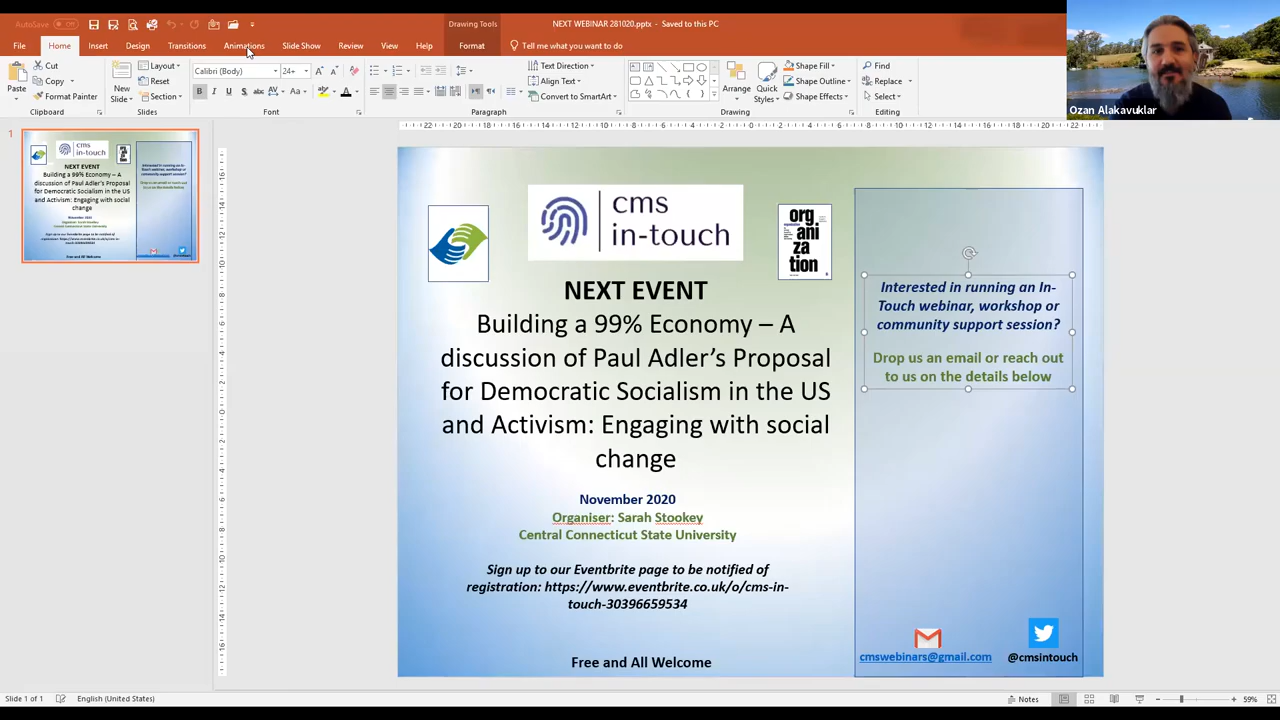 AutoSave
Drawing Tools
NEXT WEBINAR 281020.pptx - Saved to this PC
File Home Insert Design Transitions Animations Slide Show Review View Help Format Tell me what you want to do
Paste
Cut
Copy
Format Painter
Clipboard
New Slide
Layout
Reset
Section
Slides
Calibri (Body) 24+
B I U S abc AV Aa A
Font
Paragraph
Text Direction
Align Text
Convert to SmartArt
Arrange
Quick Styles
Shape Fill
Shape Outline
Shape Effects
Drawing
Find
Replace
Select
Editing
Ozan Alakavuklar
1
cms
in-touch
org
ani
za
tion
NEXT EVENT
Building a 99% Economy – A
discussion of Paul Adler’s Proposal
for Democratic Socialism in the US
and Activism: Engaging with social
change
November 2020
Organiser: Sarah Stookey
Central Connecticut State University
Sign up to our Eventbrite page to be notified of
registration: https://www.eventbrite.co.uk/o/cms-in-
touch-30396659534
Free and All Welcome
Interested in running an In-
Touch webinar, workshop or
community support session?
Drop us an email or reach out
to us on the details below
cmswebinars@gmail.com
@cmsintouch
Slide 1 of 1 English (United States)
Notes
59%